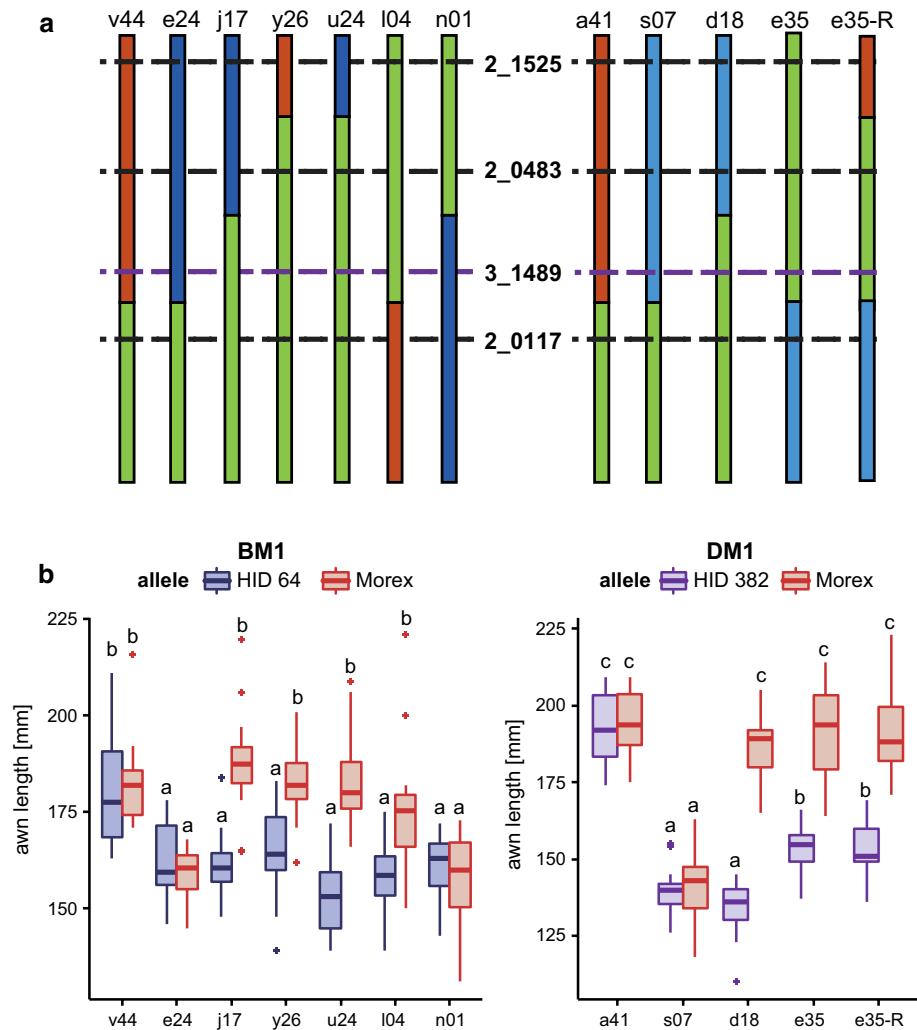 a
v44 e24 j17 y26 u24 l04 n01 a41 s07 d18 e35 e35-R
2_1525
2_0483
3_1489
2_0117
b
BM1
allele HID 64 Morex
awn length [mm]
225
200
175
150
b b a a a b a b a b a b a a
v44 e24 j17 y26 u24 l04 n01
DM1
allele HID 382 Morex
awn length [mm]
225
200
175
150
125
c c a a a c b c b c
a41 s07 d18 e35 e35-R